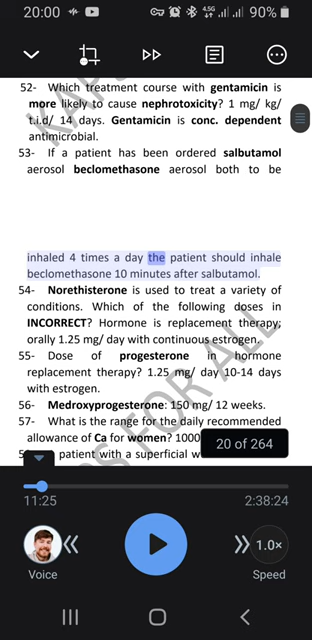 20:00
4.5G
90%
52- Which treatment course with gentamicin is
more likely to cause nephrotoxicity? 1 mg/ kg/
t.i.d/ 14 days. Gentamicin is conc. dependent
antimicrobial.
53- If a patient has been ordered salbutamol
aerosol beclomethasone aerosol both to be
inhaled 4 times a day the patient should inhale
beclomethasone 10 minutes after salbutamol.
54- Norethisterone is used to treat a variety of
conditions. Which of the following doses in
INCORRECT? Hormone is replacement therapy;
orally 1.25 mg/ day with continuous estrogen.
55- Dose of progesterone in hormone
replacement therapy? 1.25 mg/ day 10-14 days
with estrogen.
56- Medroxyprogesterone: 150 mg/ 12 weeks.
57- What is the range for the daily recommended
allowance of Ca for women? 1000
20 of 264
patient with a superficial w
11:25
2:38:24
1.0×
Voice
Speed